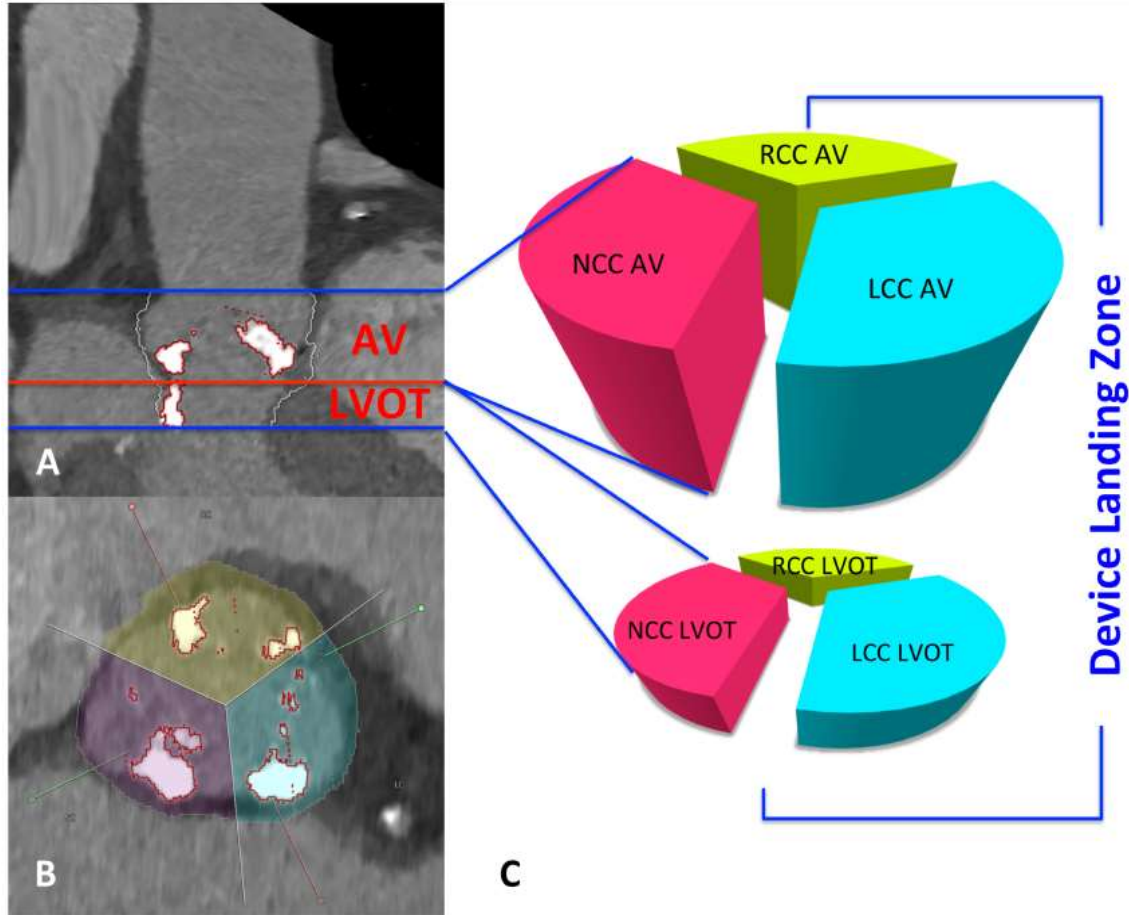 AV
LVOT
A
B
RCC AV
NCC AV
LCC AV
RCC LVOT
NCC LVOT
LCC LVOT
Device Landing Zone
C